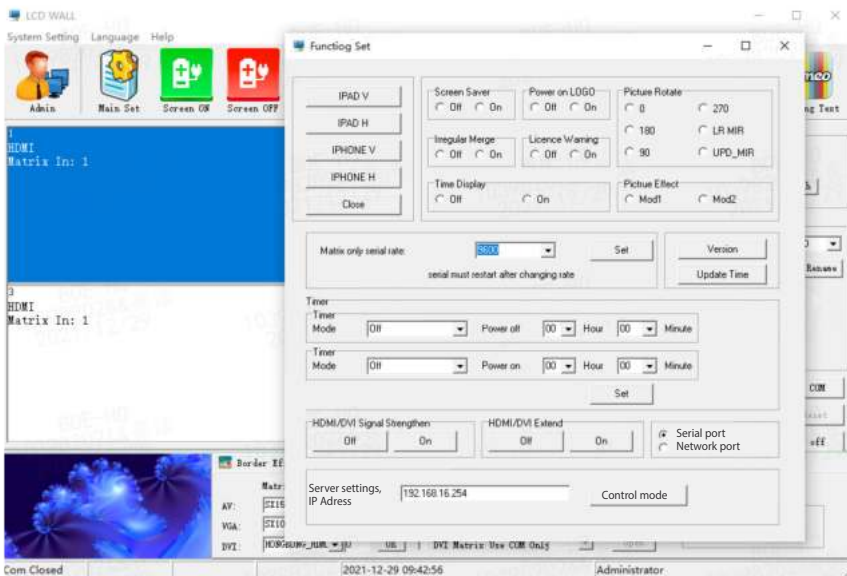 LCD WALL
System Setting Language Help
Admin Main Set Screen ON Screen OFF
1
HDMI
Matrix In: 1
3
HDMI
Matrix In: 1
Functiog Set
IPAD V
IPAD H
IPHONE V
IPHONE H
Close
Screen Saver
Off On
Power on LOGO
Off On
Picture Rotate
0 270
180 LR MIR
90 UPD_MIR
Irregular Merge
Off On
Licence Warning
Off On
Time Display
Off On
Pictrue Effect
Mod1 Mod2
Matrix only serial rate: 9600 Set
serial must restart after changing rate
Version
Update Time
Timer
Timer
Mode Off Power off 00 Hour 00 Minute
Timer
Mode Off Power on 00 Hour 00 Minute
Set
HDMI/DVI Signal Strengthen
Off On
HDMI/DVI Extend
Off On
Serial port
Network port
Server settings,
IP Adress
192.168.16.254
Control mode
COM
off
Border
AV:
VGA:
DVI:
DVI Matrix Use COM Only
Com Closed 2021-12-29 09:42:56 Administrator